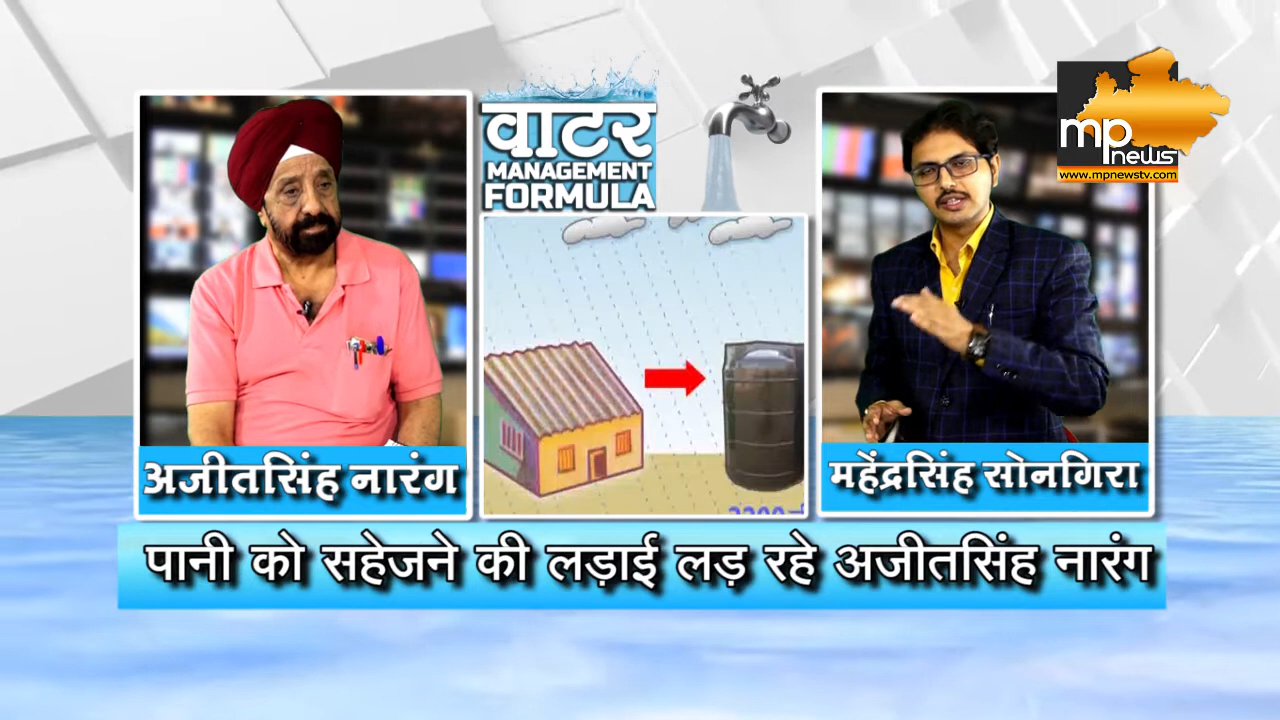 वाटर
MANAGEMENT
FORMULA
mp
news
www.mpnewstv.com
अजीतसिंह नारंग
महेंद्रसिंह सोनगिरा
पानी को सहेजने की लड़ाई लड़ रहे अजीतसिंह नारंग